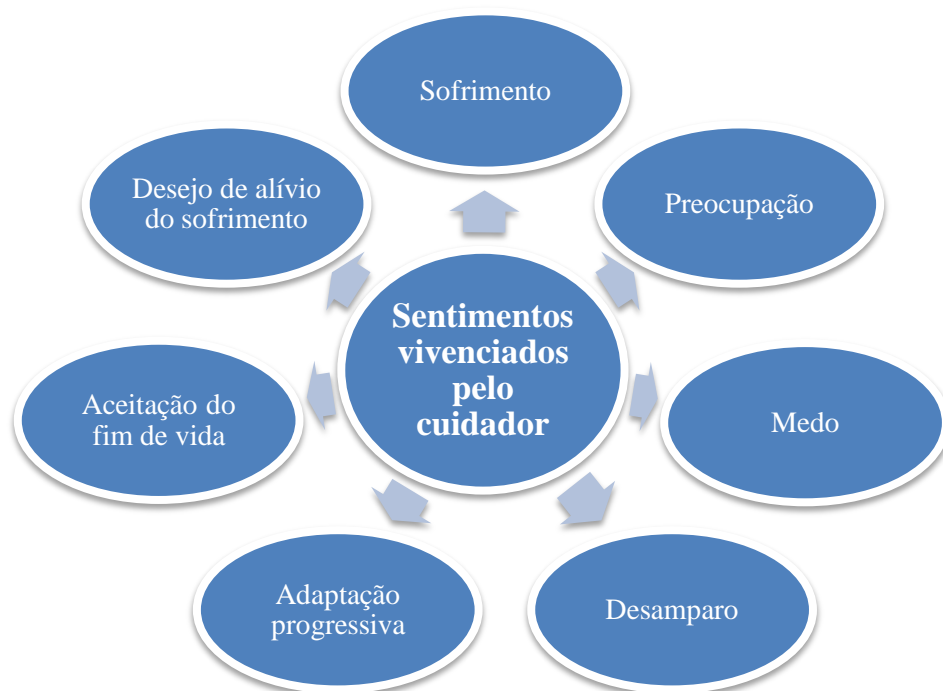 Sofrimento
Preocupação
Medo
Desamparo
Adaptação
progressiva
Aceitação do
fim de vida
Desejo de alívio
do sofrimento
Sentimentos
vivenciados
pelo
cuidador